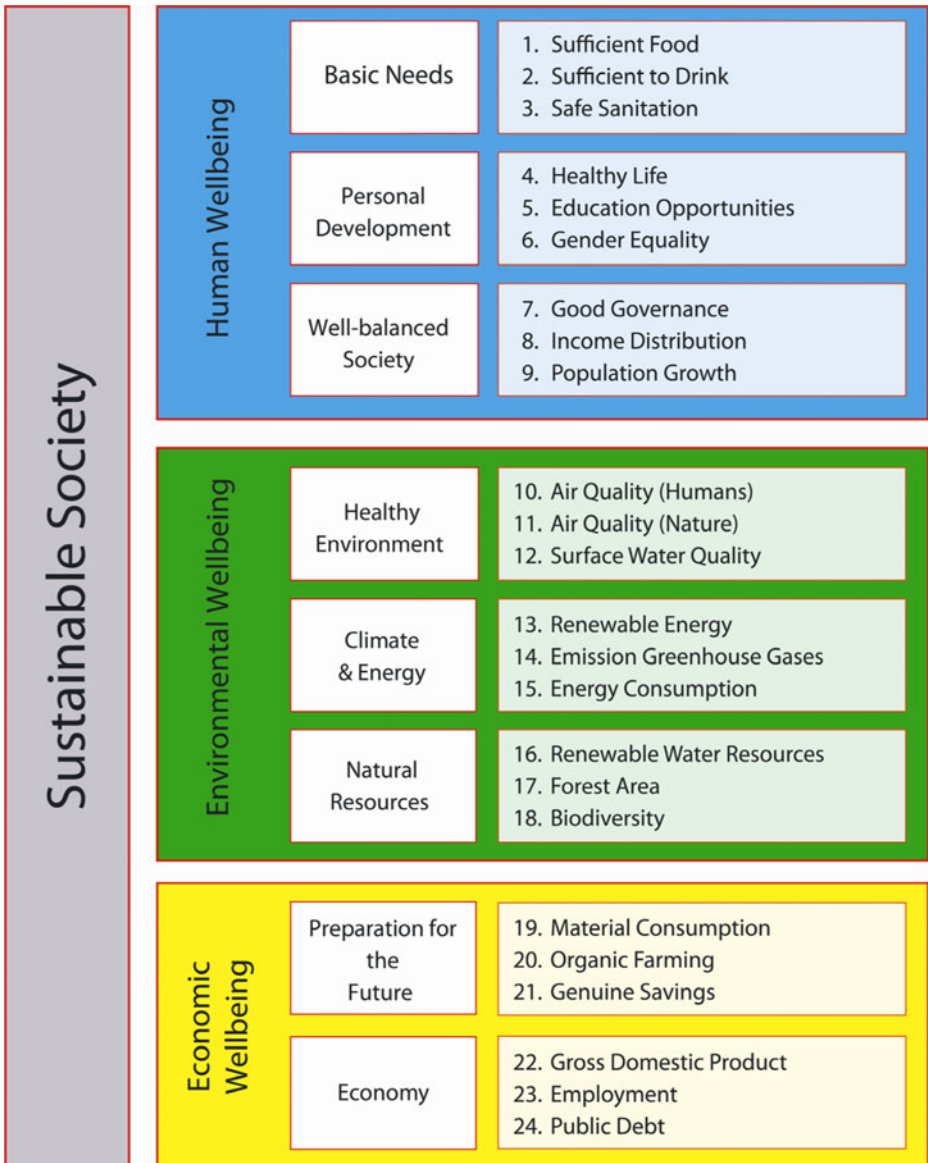 Sustainable Society
Human Wellbeing
Basic Needs
1. Sufficient Food
2. Sufficient to Drink
3. Safe Sanitation
Personal
Development
4. Healthy Life
5. Education Opportunities
6. Gender Equality
Well-balanced
Society
7. Good Governance
8. Income Distribution
9. Population Growth
Environmental Wellbeing
Healthy
Environment
10. Air Quality (Humans)
11. Air Quality (Nature)
12. Surface Water Quality
Climate
& Energy
13. Renewable Energy
14. Emission Greenhouse Gases
15. Energy Consumption
Natural
Resources
16. Renewable Water Resources
17. Forest Area
18. Biodiversity
Economic
Wellbeing
Preparation for
the
Future
19. Material Consumption
20. Organic Farming
21. Genuine Savings
Economy
22. Gross Domestic Product
23. Employment
24. Public Debt